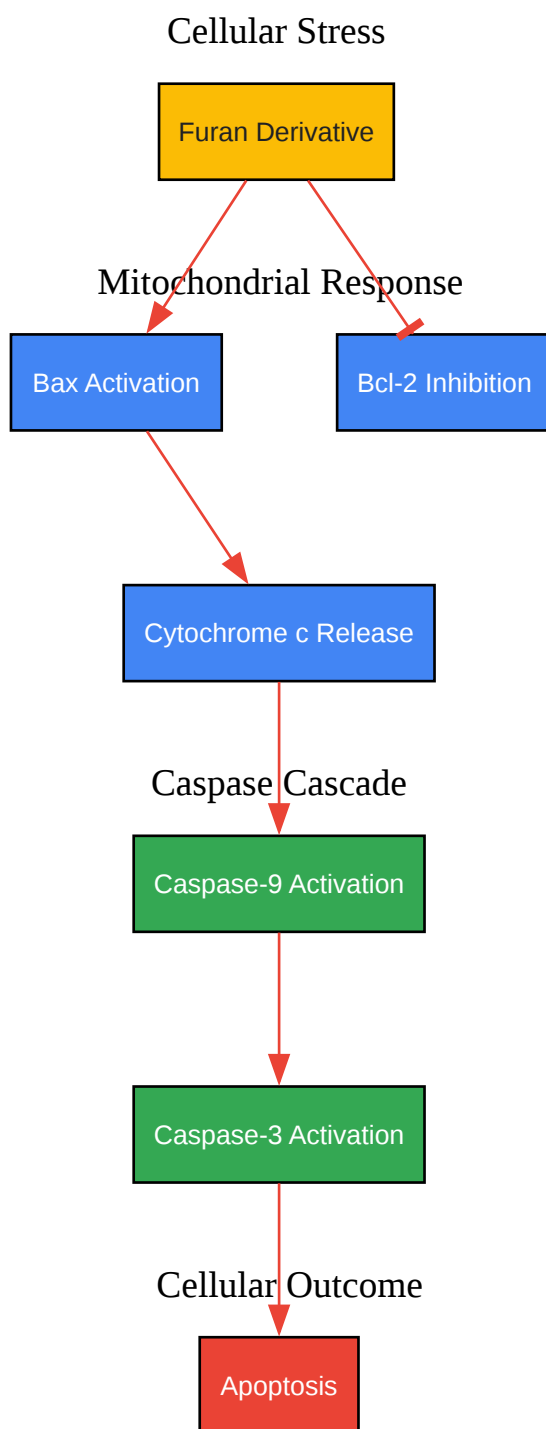 Cellular Stress
Furan Derivative
Mitochondrial Response
Bax Activation
Bcl-2 Inhibition
Cytochrome c Release
Caspase Cascade
Caspase-9 Activation
Caspase-3 Activation
Cellular Outcome
Apoptosis